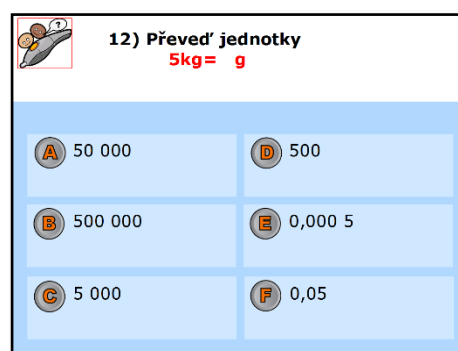 12) Převeď jednotky
5kg= g
A 50 000
B 500 000
C 5 000
D 500
E 0,000 5
F 0,05